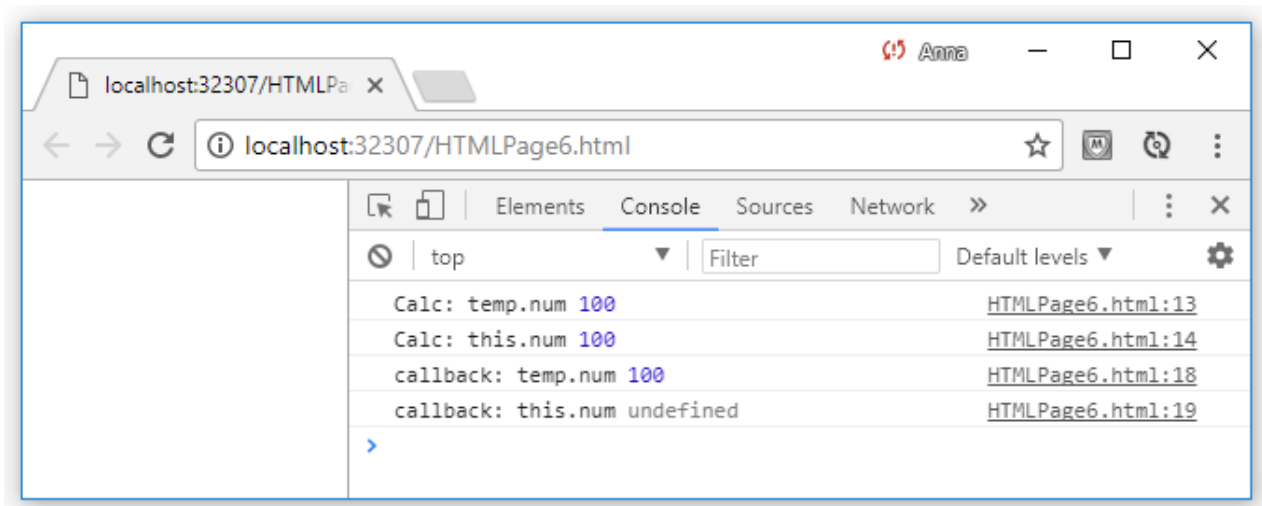 Anna
localhost:32307/HTMLPa
localhost:32307/HTMLPage6.html
Elements Console Sources Network »
top Filter Default levels
Calc: temp.num 100 HTMLPage6.html:13
Calc: this.num 100 HTMLPage6.html:14
callback: temp.num 100 HTMLPage6.html:18
callback: this.num undefined HTMLPage6.html:19
>